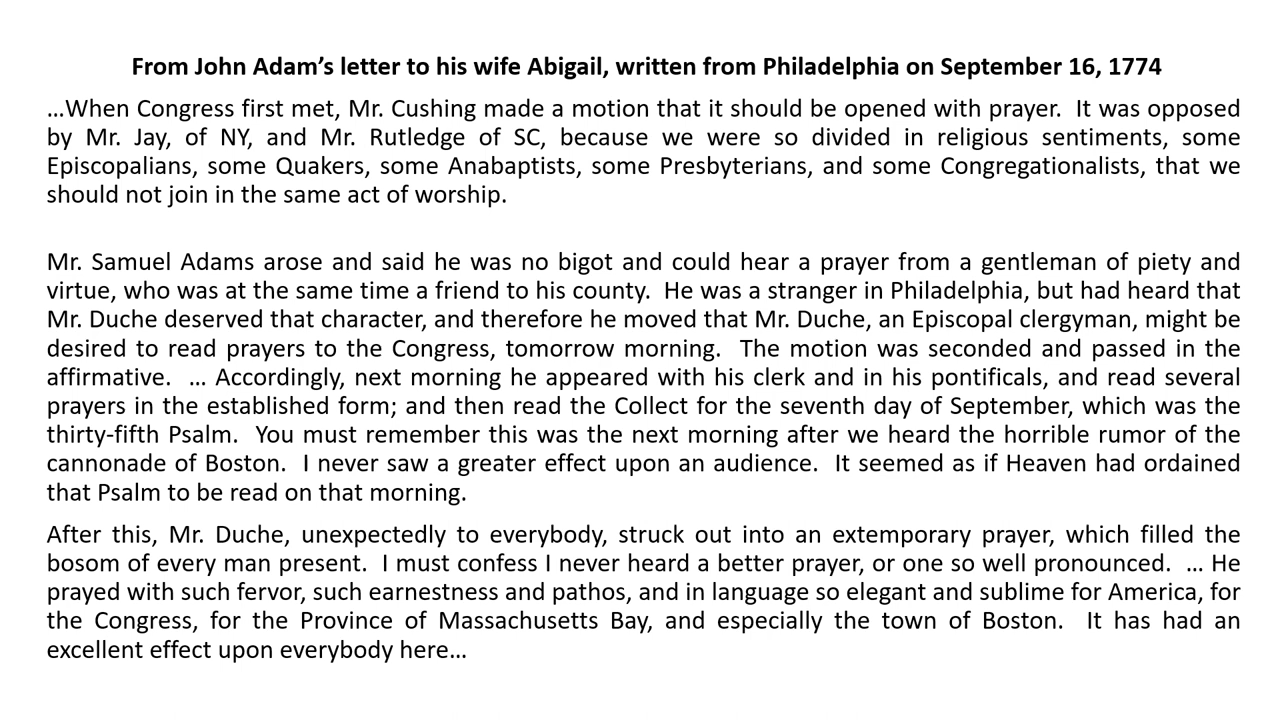 From John Adam’s letter to his wife Abigail, written from Philadelphia on September 16, 1774
…When Congress first met, Mr. Cushing made a motion that it should be opened with prayer.  It was opposed
by Mr. Jay, of NY, and Mr. Rutledge of SC, because we were so divided in religious sentiments, some
Episcopalians, some Quakers, some Anabaptists, some Presbyterians, and some Congregationalists, that we
should not join in the same act of worship.
Mr. Samuel Adams arose and said he was no bigot and could hear a prayer from a gentleman of piety and
virtue, who was at the same time a friend to his county.  He was a stranger in Philadelphia, but had heard that
Mr. Duche deserved that character, and therefore he moved that Mr. Duche, an Episcopal clergyman, might be
desired to read prayers to the Congress, tomorrow morning.  The motion was seconded and passed in the
affirmative.  … Accordingly, next morning he appeared with his clerk and in his pontificals, and read several
prayers in the established form; and then read the Collect for the seventh day of September, which was the
thirty-fifth Psalm.  You must remember this was the next morning after we heard the horrible rumor of the
cannonade of Boston.  I never saw a greater effect upon an audience.  It seemed as if Heaven had ordained
that Psalm to be read on that morning.
After this, Mr. Duche, unexpectedly to everybody, struck out into an extemporary prayer, which filled the
bosom of every man present.  I must confess I never heard a better prayer, or one so well pronounced.  … He
prayed with such fervor, such earnestness and pathos, and in language so elegant and sublime for America, for
the Congress, for the Province of Massachusetts Bay, and especially the town of Boston.  It has had an
excellent effect upon everybody here…